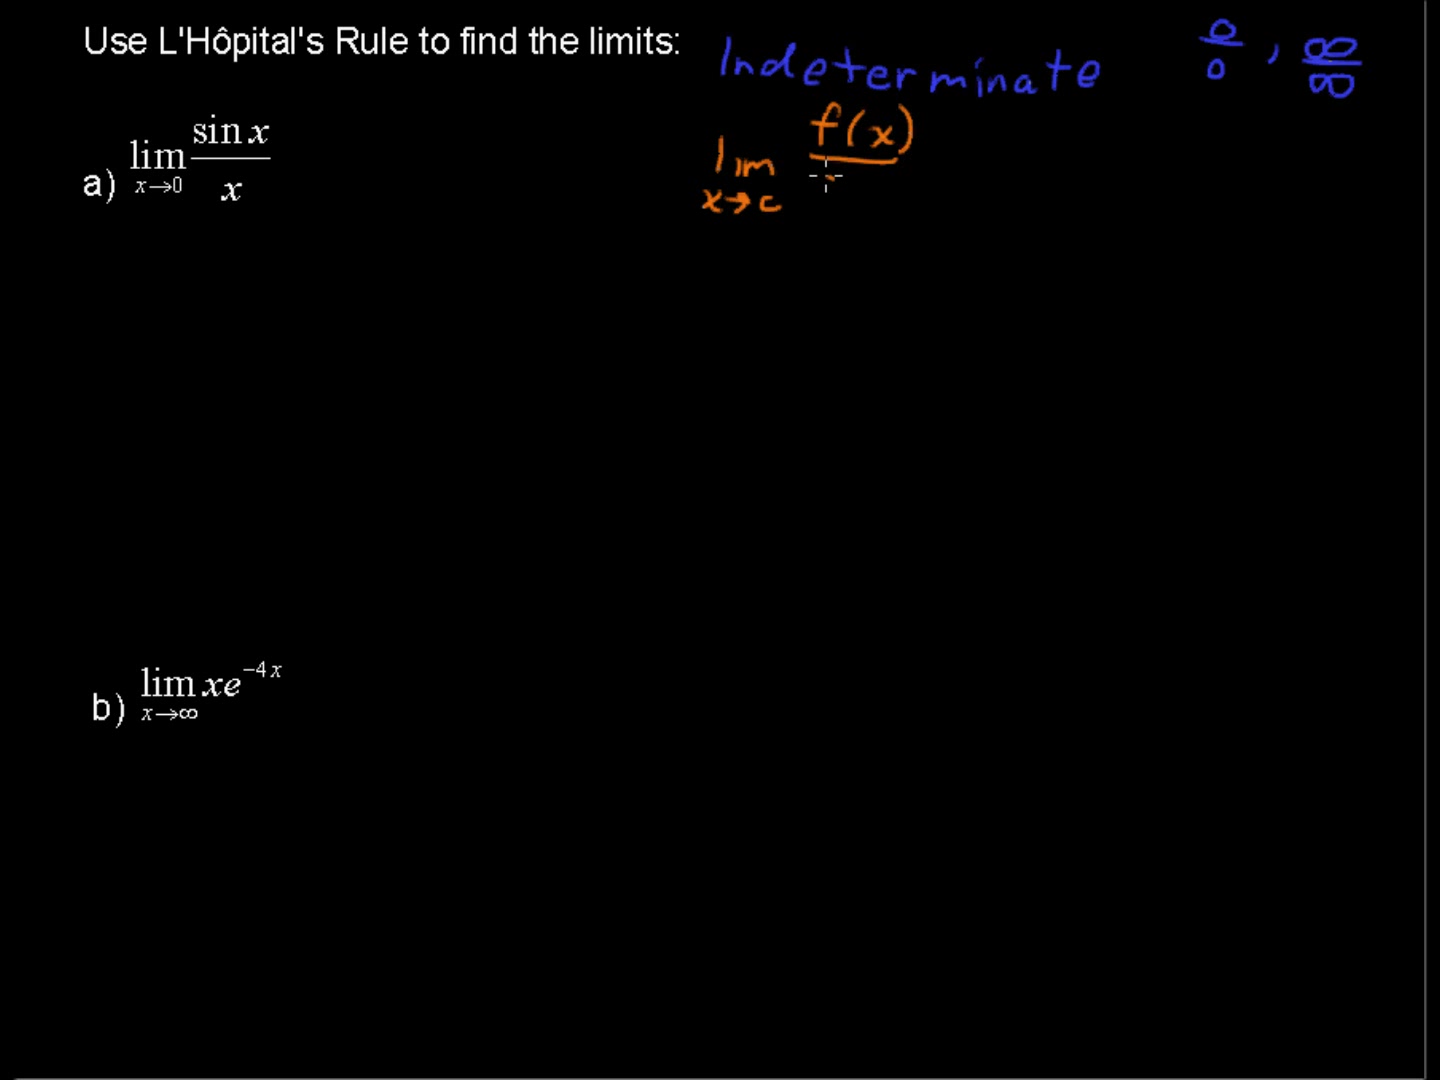 Use L'Hôpital's Rule to find the limits:
Indeterminate 0/0 , ∞/∞
lim x→c f(x)
a) lim x→0 sin x / x
b) lim x→∞ xe^{-4x}